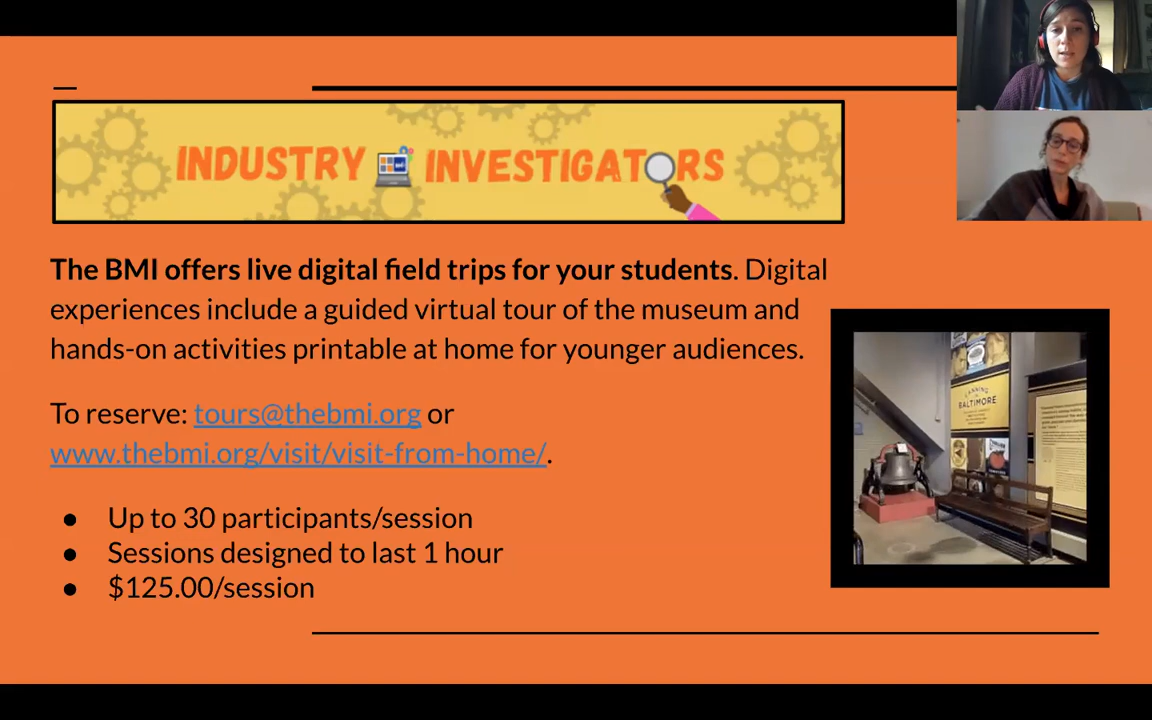 INDUSTRY INVESTIGATORS
The BMI offers live digital field trips for your students. Digital
experiences include a guided virtual tour of the museum and
hands-on activities printable at home for younger audiences.
To reserve: tours@thebmi.org or
www.thebmi.org/visit/visit-from-home/.
● Up to 30 participants/session
● Sessions designed to last 1 hour
● $125.00/session
CANNING
BALTIMORE